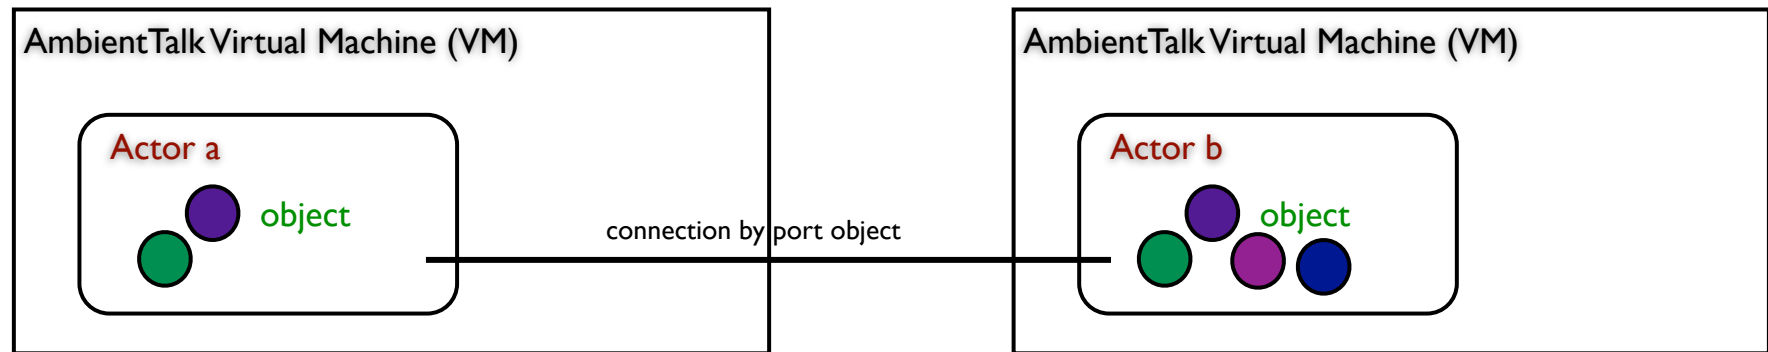 AmbientTalk Virtual Machine (VM)
AmbientTalk Virtual Machine (VM)
Actor a
Actor b
object
object
connection by port object